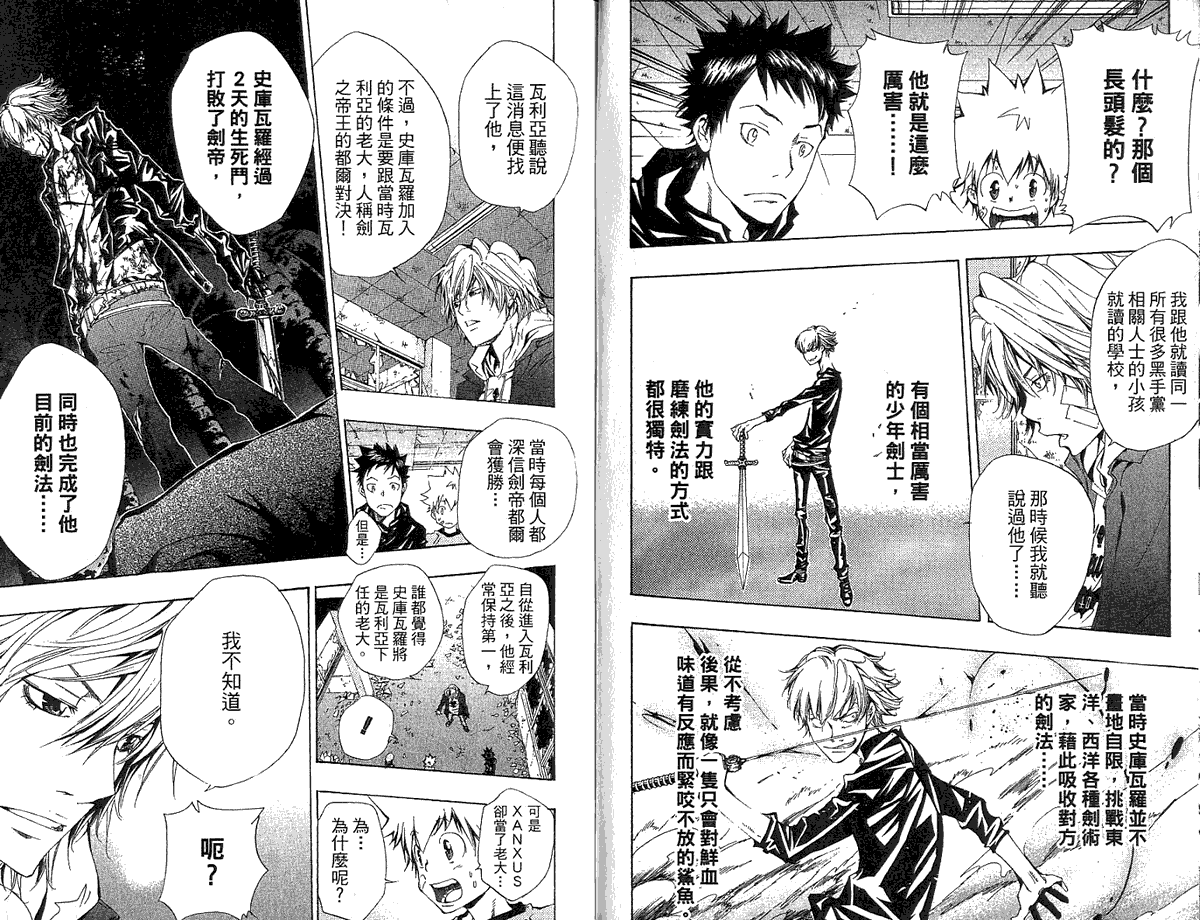 什麼?那個
長頭髮的?
他就是這麼
厲害……!
我跟他就讀同一
所有很多黑手黨
相關人士的小孩
就讀的學校,
那時候我就聽
說過他了……
有個相當厲害
的少年劍士,
他的實力跟
磨練劍法的方式
都很獨特。
當時史庫瓦羅並不
畫地自限,挑戰東
洋、西洋各種劍術
家,藉此吸收對方
的劍法……
從不考慮
後果,就像一隻只會對鮮血
味道有反應而緊咬不放的鯊魚。
瓦利亞聽說
這消息便找
上了他,
不過,史庫瓦羅加入
的條件是要跟當時瓦
利亞的老大,人稱劍
之帝王的都爾對決!
史庫瓦羅經過
2天的生死鬥,
打敗了劍帝,
同時也完成了他
目前的劍法……
當時每個人都
深信劍帝都爾
會獲勝…
但是…
自從進入瓦利
亞之後,他經
常保持第一,
誰都覺得
史庫瓦羅將
是瓦利亞下
任的老大。
!
可是
XANXUS
卻當了老大…
為…
為什麼呢?
我不知道。
呃?